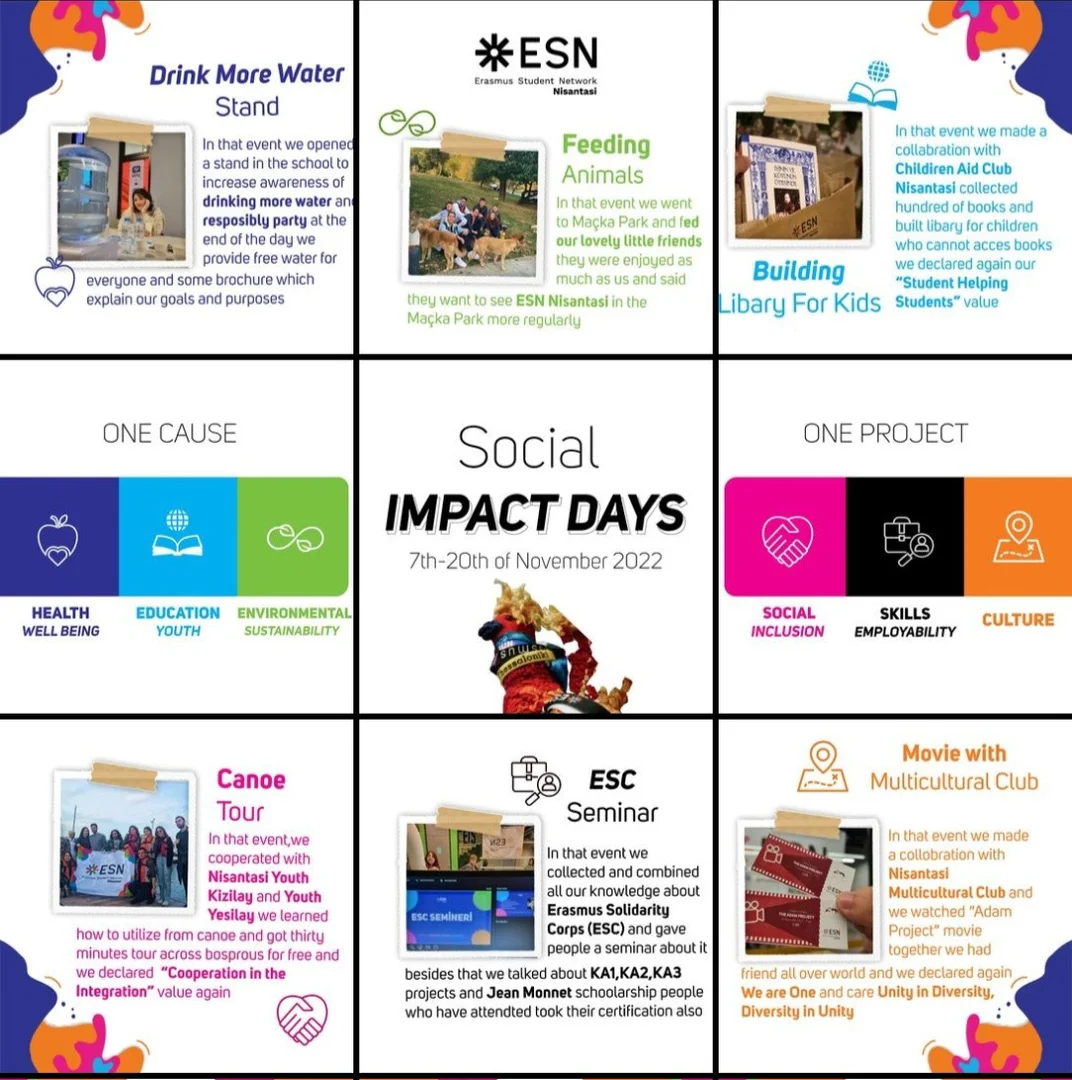 Drink More Water
Stand
In that event we opened
a stand in the school to
increase awareness of
drinking more water and
resposibly party at the
end of the day we
provide free water for
everyone and some brochure which
explain our goals and purposes
ESN
Erasmus Student Network
Nisantasi
Feeding
Animals
In that event we went
to Maçka Park and fed
our lovely little friends
they were enjoyed as
much as us and said
they want to see ESN Nisantasi in the
Maçka Park more regularly
In that event we made a
collabration with
Children Aid Club
Nisantasi collected
hundred of books and
built libary for children
who cannot acces books
we declared again our
“Student Helping
Students” value
ESN
Building
Libary For Kids
ONE CAUSE
HEALTH
WELL BEING
EDUCATION
YOUTH
ENVIRONMENTAL
SUSTAINABILITY
Social
IMPACT DAYS
7th-20th of November 2022
Thessaloniki
ONE PROJECT
SOCIAL
INCLUSION
SKILLS
EMPLOYABILITY
CULTURE
Canoe
Tour
In that event,we
cooperated with
Nisantasi Youth
Kizilay and Youth
Yesilay we learned
how to utilize from canoe and got thirty
minutes tour across bosprous for free and
we declared “Cooperation in the
Integration” value again
ESN
ESC
Seminar
In that event we
collected and combined
all our knowledge about
Erasmus Solidarity
Corps (ESC) and gave
people a seminar about it
besides that we talked about KA1,KA2,KA3
projects and Jean Monnet schoolarship people
who have attendted took their certification also
ESC SEMİNERİ
Movie with
Multicultural Club
In that event we made
a collobration with
Nisantasi
Multicultural Club and
we watched “Adam
Project” movie
together we had
friend all over world and we declared again
We are One and care Unity in Diversity,
Diversity in Unity
THE ADAM PROJECT
ESN